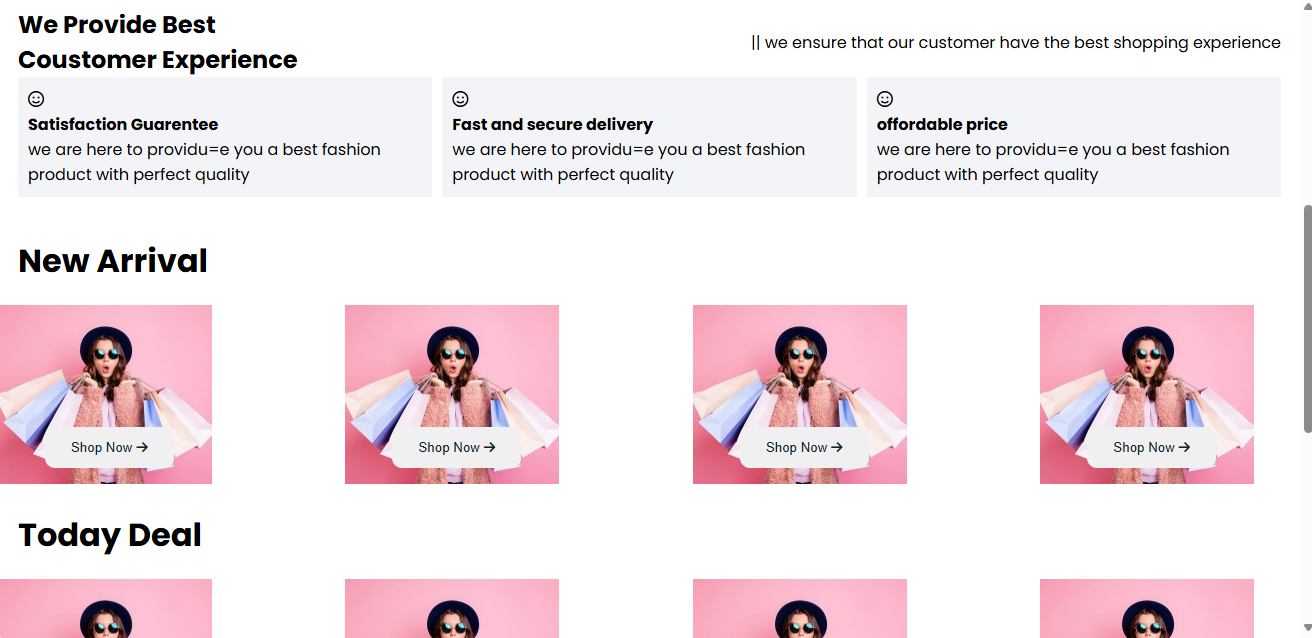 We Provide Best
Coustomer Experience
|| we ensure that our customer have the best shopping experience
Satisfaction Guarentee
we are here to providu=e you a best fashion
product with perfect quality
Fast and secure delivery
we are here to providu=e you a best fashion
product with perfect quality
offordable price
we are here to providu=e you a best fashion
product with perfect quality
New Arrival
Shop Now →
Shop Now →
Shop Now →
Shop Now →
Today Deal